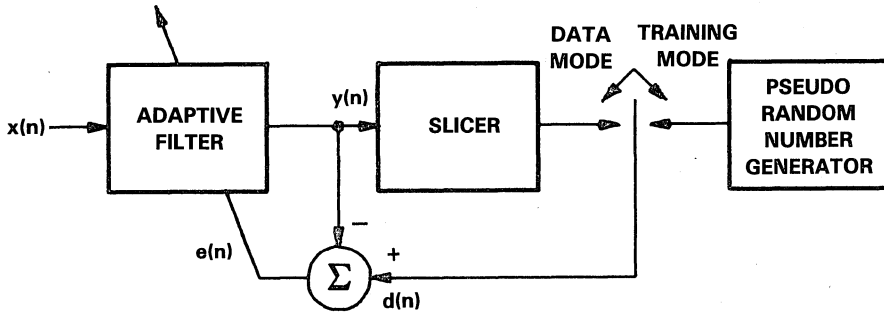 DATA MODE
TRAINING MODE
x(n)
ADAPTIVE
FILTER
y(n)
SLICER
PSEUDO
RANDOM
NUMBER
GENERATOR
−
+
e(n)
Σ
d(n)